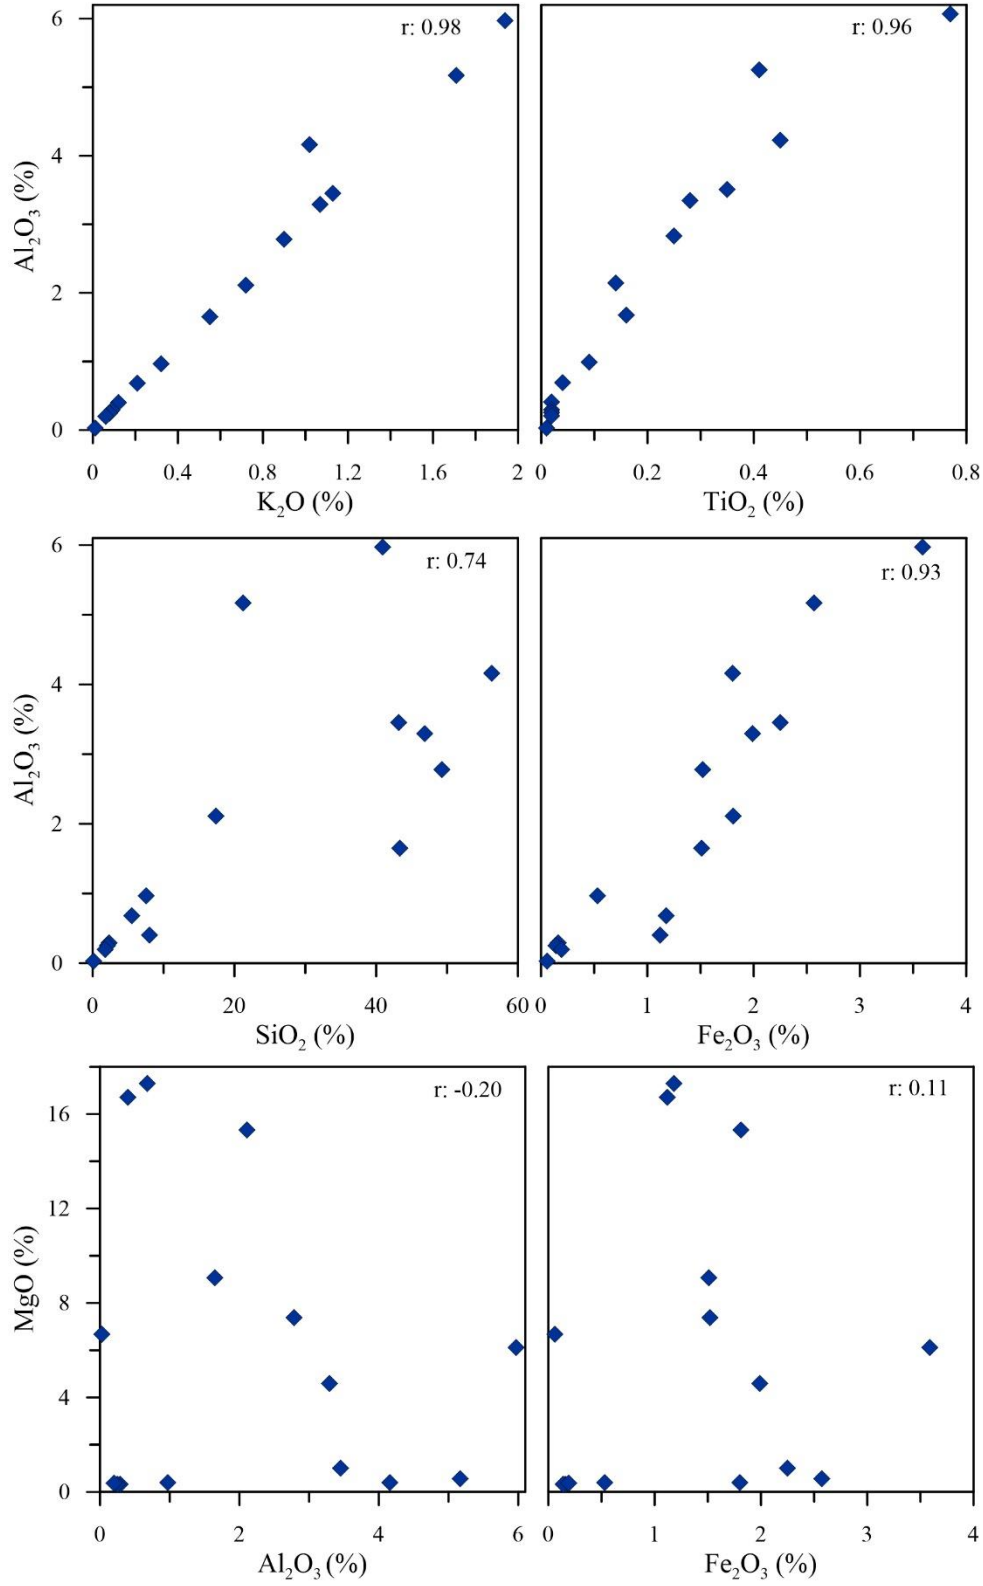 r: 0.98
6
4
2
0
Al₂O₃ (%)
0 0.4 0.8 1.2 1.6 2
K₂O (%)
r: 0.96
0 0.2 0.4 0.6 0.8
TiO₂ (%)
r: 0.74
6
4
2
0
Al₂O₃ (%)
0 20 40 60
SiO₂ (%)
r: 0.93
0 1 2 3 4
Fe₂O₃ (%)
r: -0.20
16
12
8
4
0
MgO (%)
0 2 4 6
Al₂O₃ (%)
r: 0.11
0 1 2 3 4
Fe₂O₃ (%)